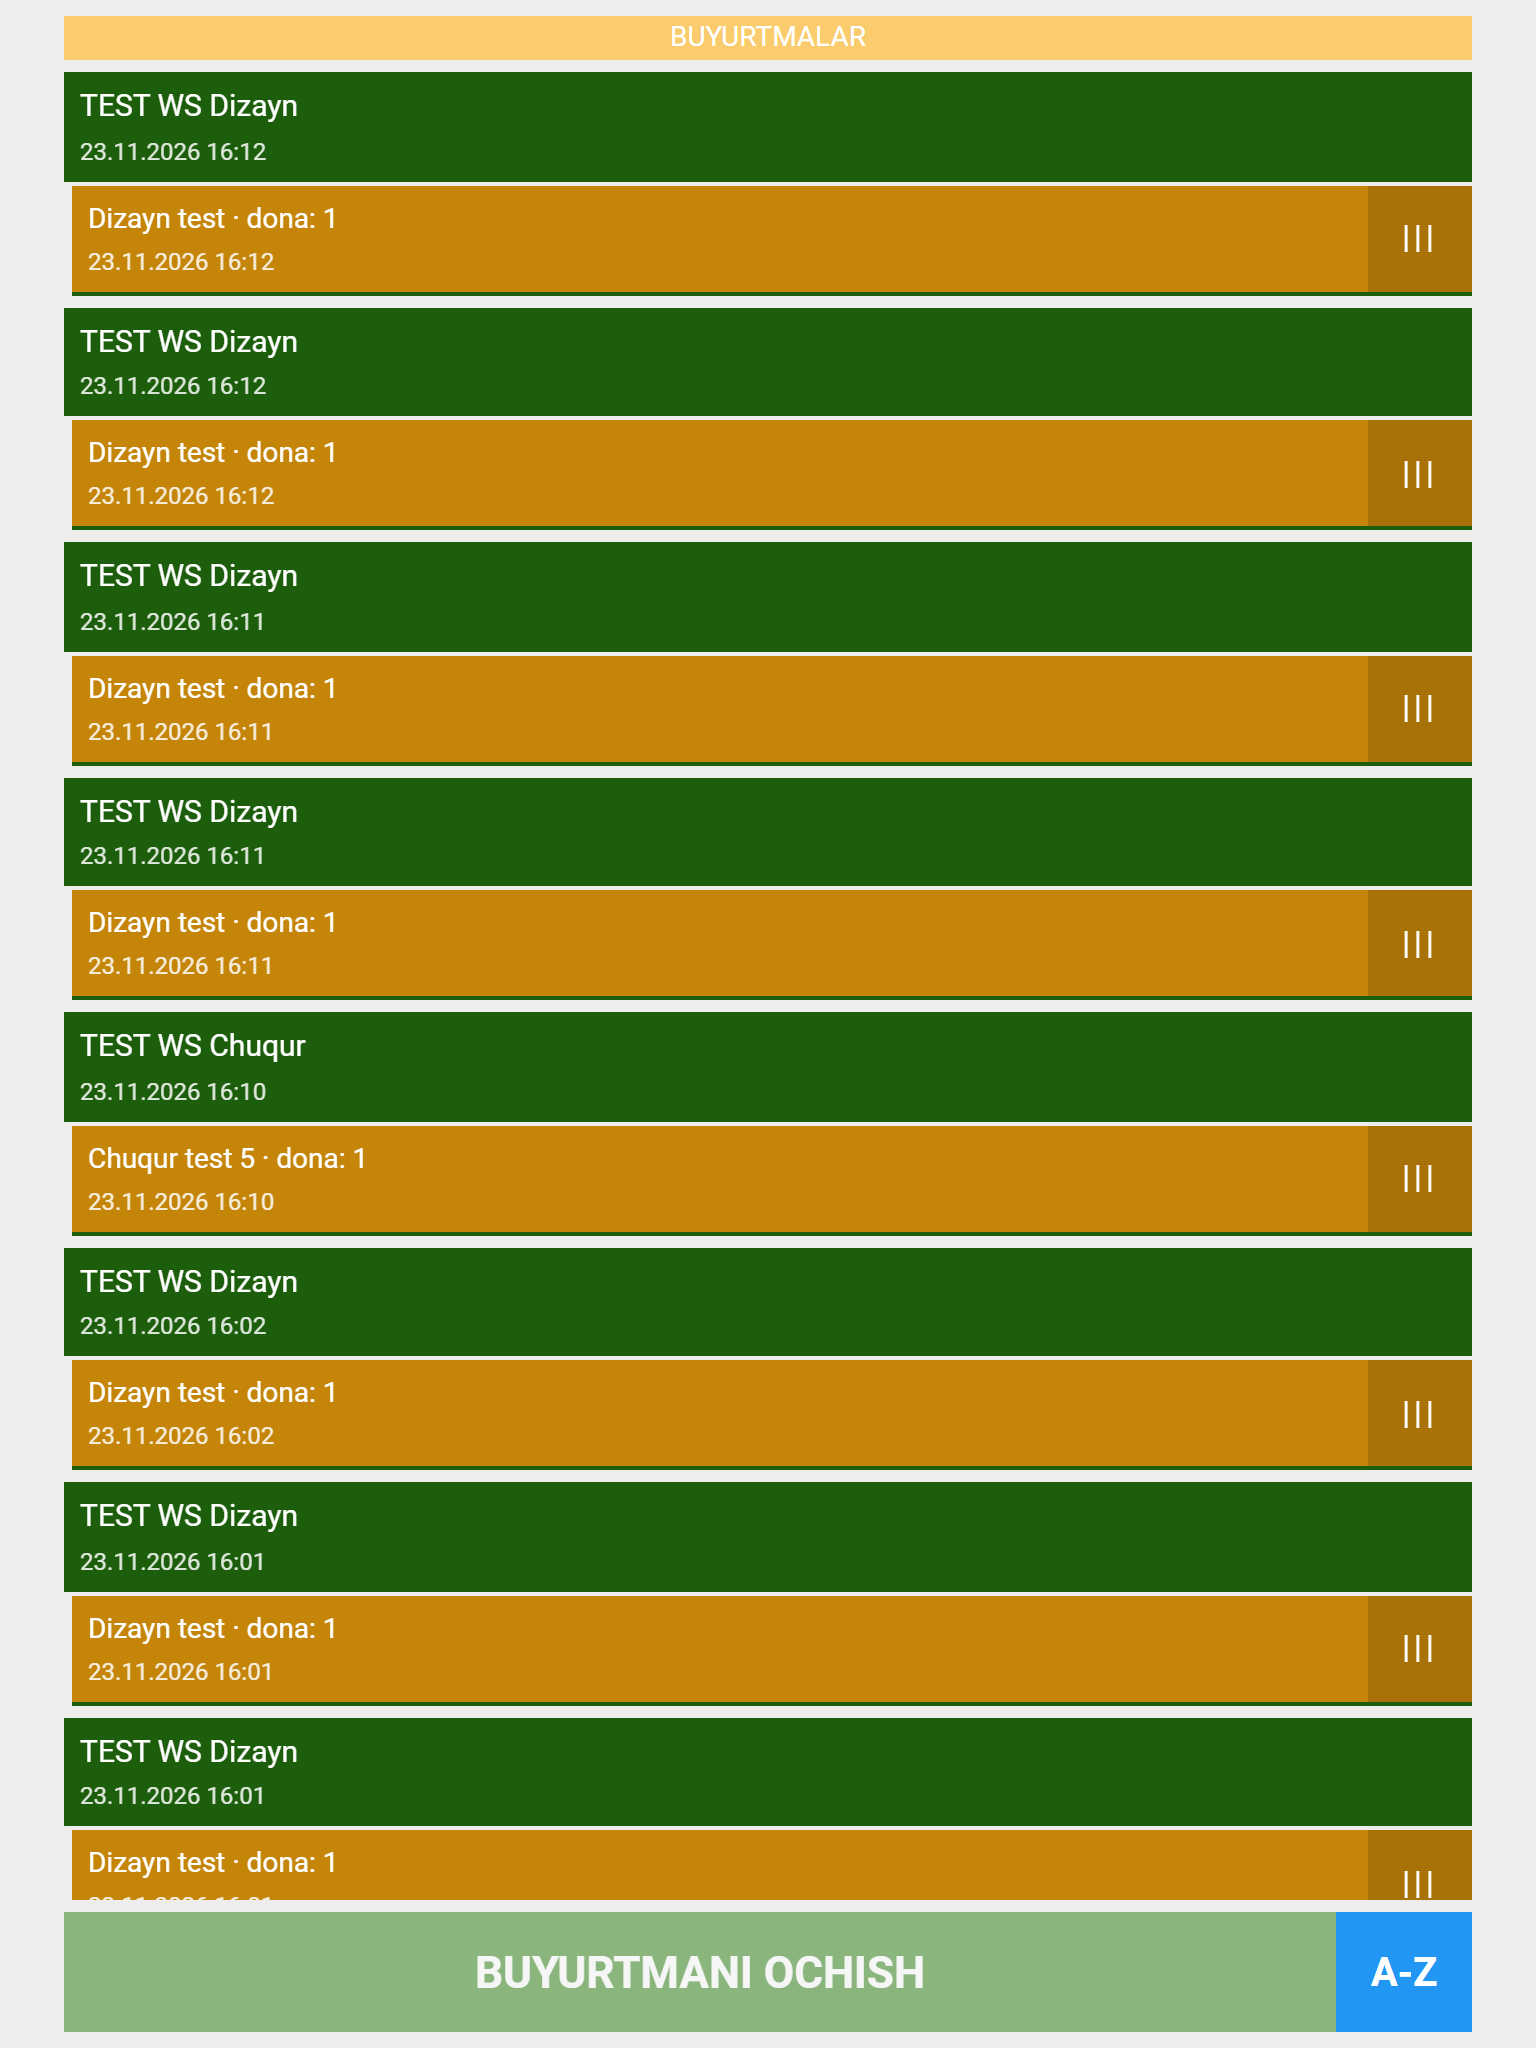 BUYURTMALAR
TEST WS Dizayn
23.11.2026 16:12
Dizayn test · dona: 1
23.11.2026 16:12
|||
TEST WS Dizayn
23.11.2026 16:12
Dizayn test · dona: 1
23.11.2026 16:12
|||
TEST WS Dizayn
23.11.2026 16:11
Dizayn test · dona: 1
23.11.2026 16:11
|||
TEST WS Dizayn
23.11.2026 16:11
Dizayn test · dona: 1
23.11.2026 16:11
|||
TEST WS Chuqur
23.11.2026 16:10
Chuqur test 5 · dona: 1
23.11.2026 16:10
|||
TEST WS Dizayn
23.11.2026 16:02
Dizayn test · dona: 1
23.11.2026 16:02
|||
TEST WS Dizayn
23.11.2026 16:01
Dizayn test · dona: 1
23.11.2026 16:01
|||
TEST WS Dizayn
23.11.2026 16:01
Dizayn test · dona: 1
|||
BUYURTMANI OCHISH
A-Z